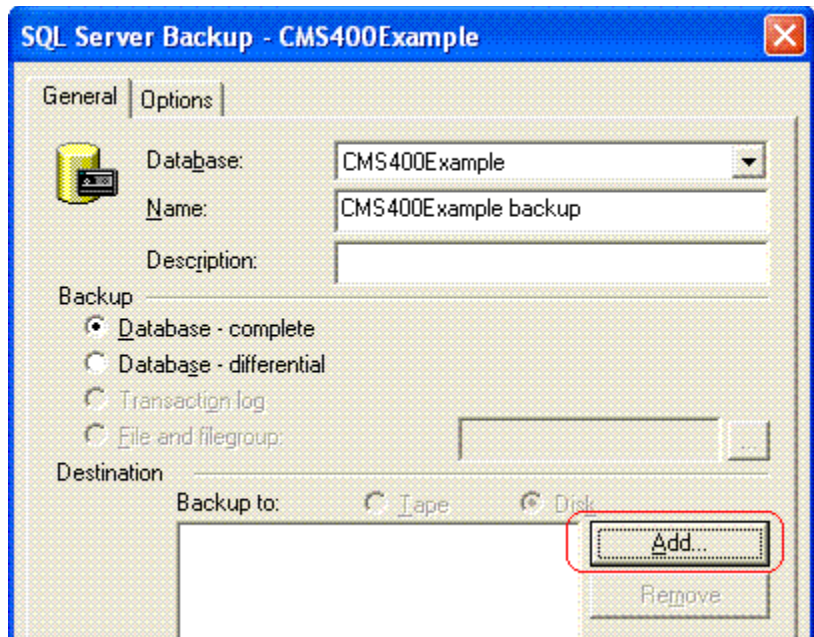 SQL Server Backup - CMS400Example
General Options
Database: CMS400Example
Name: CMS400Example backup
Description:
Backup
Database - complete
Database - differential
Transaction log
File and filegroup: ...
Destination
Backup to: Tape Disk
Add...
Remove